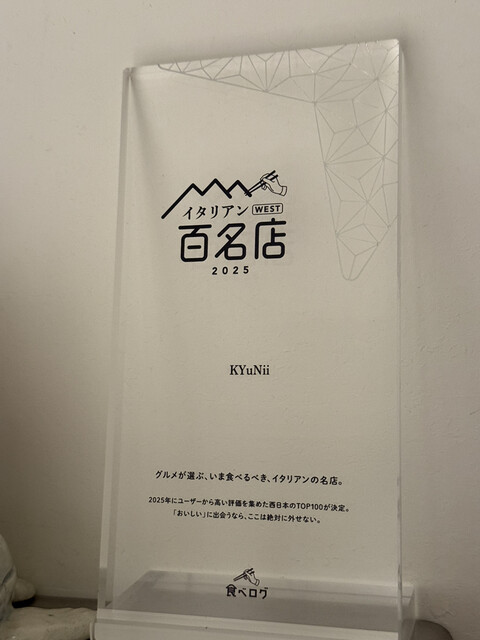 イタリアン WEST
百名店
2025
KYuNii
グルメが選ぶ、いま食べるべき、イタリアンの名店。
2025年にユーザーから高い評価を集めた西日本のTOP100が決定。
「おいしい」に出会うなら、ここは絶対に外せない。
食べログ